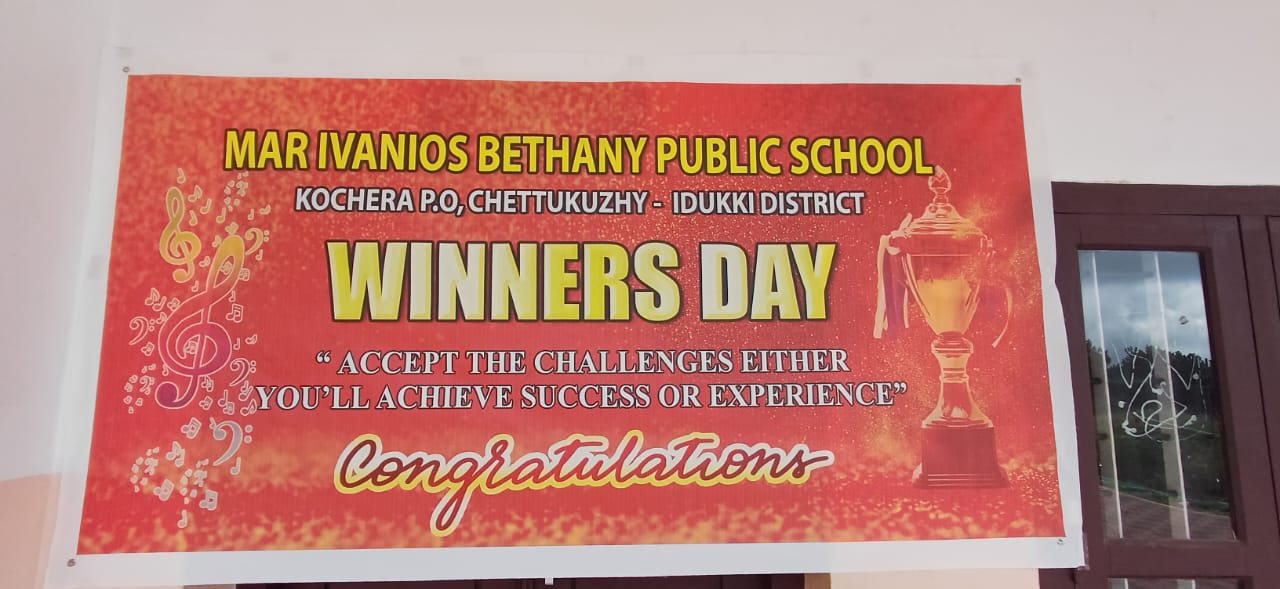 MAR IVANIOS BETHANY PUBLIC SCHOOL
KOCHERA P.O, CHETTUKUZHY - IDUKKI DISTRICT
WINNERS DAY
“ ACCEPT THE CHALLENGES EITHER
YOU’LL ACHIEVE SUCCESS OR EXPERIENCE”
Congratulations